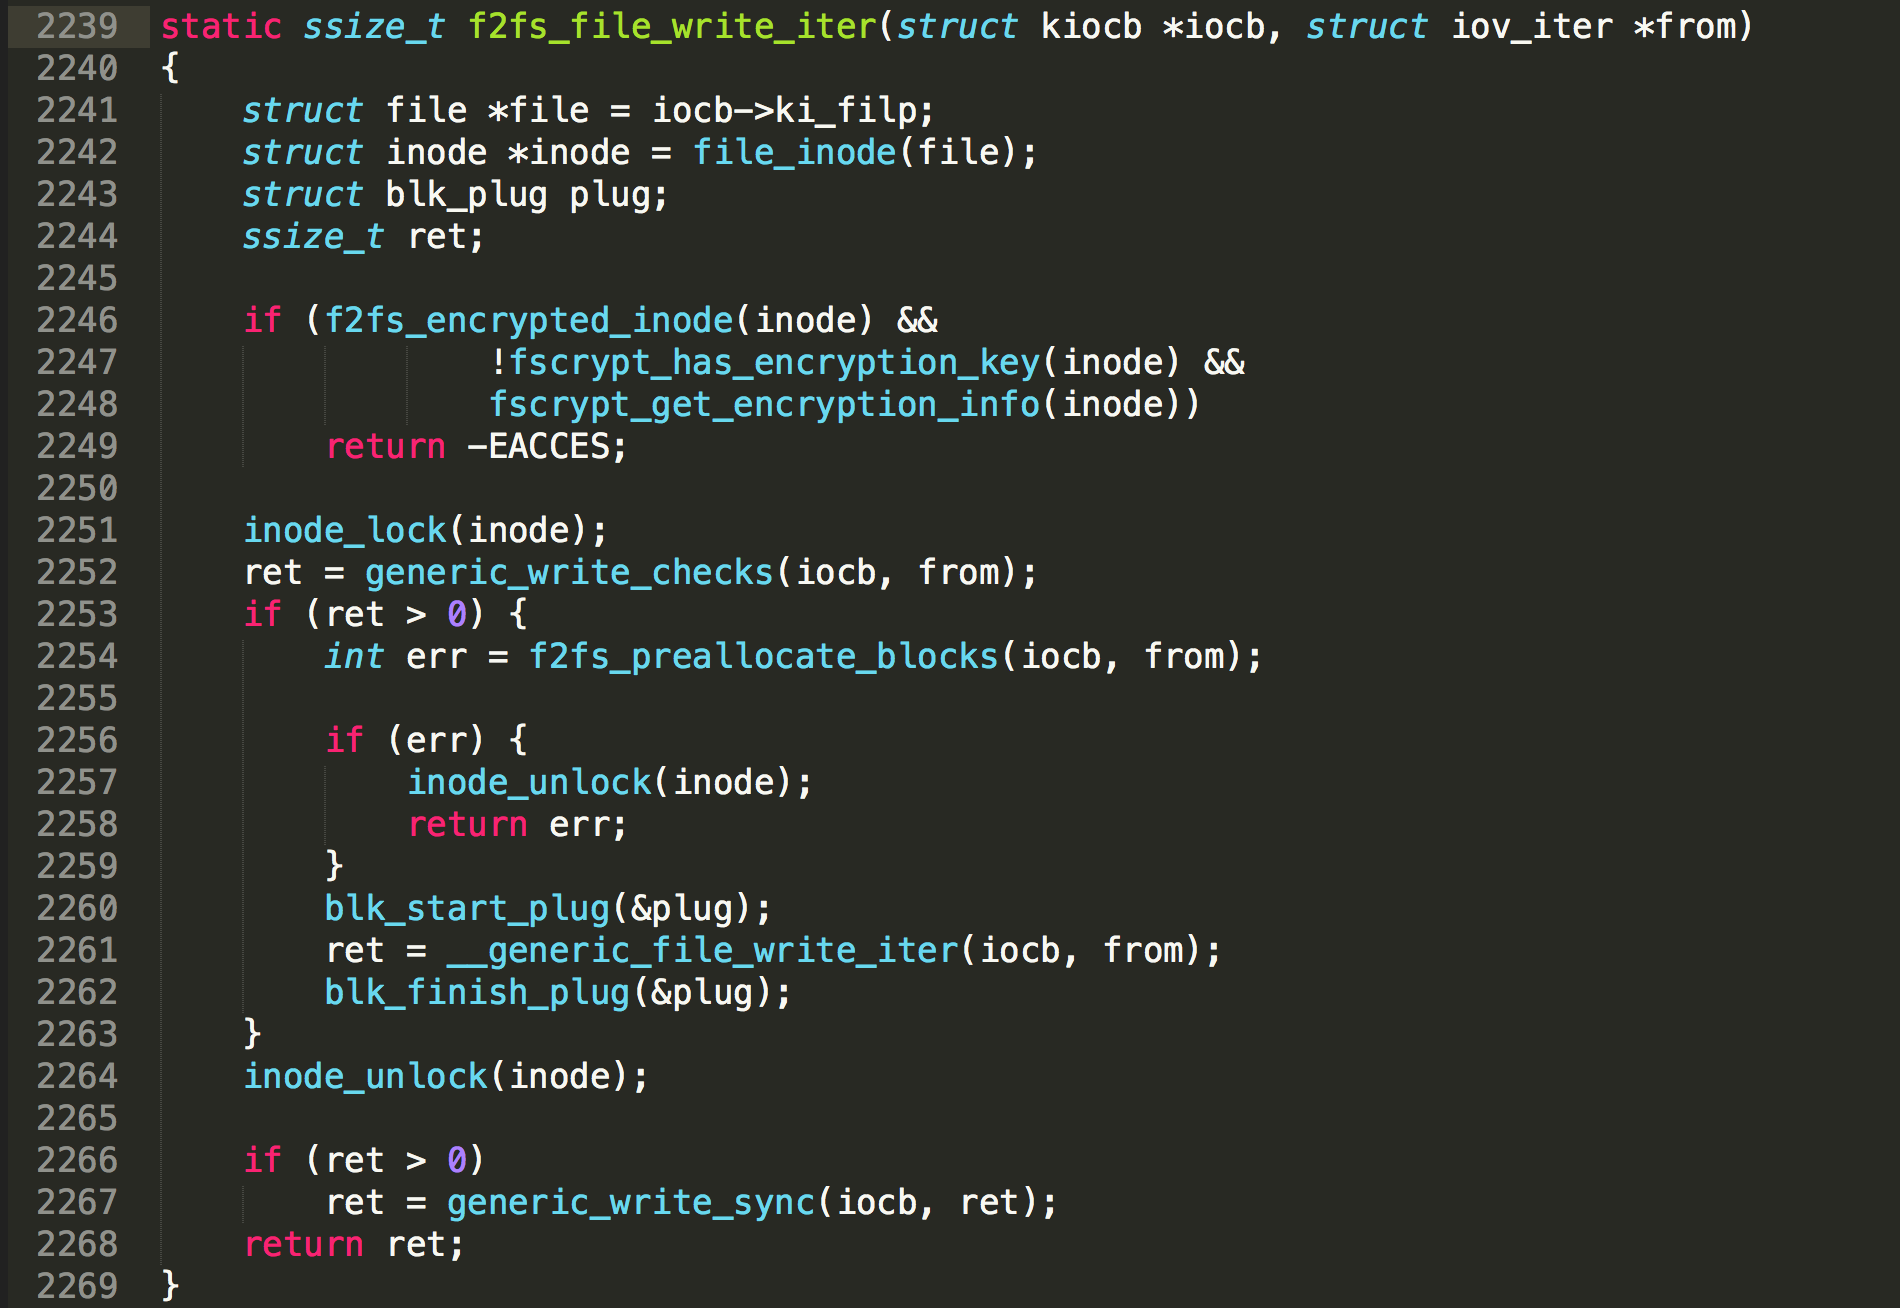 2239 static ssize_t f2fs_file_write_iter(struct kiocb *iocb, struct iov_iter *from)
2240 {
2241     struct file *file = iocb->ki_filp;
2242     struct inode *inode = file_inode(file);
2243     struct blk_plug plug;
2244     ssize_t ret;
2245
2246     if (f2fs_encrypted_inode(inode) &&
2247                 !fscrypt_has_encryption_key(inode) &&
2248                 fscrypt_get_encryption_info(inode))
2249         return -EACCES;
2250
2251     inode_lock(inode);
2252     ret = generic_write_checks(iocb, from);
2253     if (ret > 0) {
2254         int err = f2fs_preallocate_blocks(iocb, from);
2255
2256         if (err) {
2257             inode_unlock(inode);
2258             return err;
2259         }
2260         blk_start_plug(&plug);
2261         ret = __generic_file_write_iter(iocb, from);
2262         blk_finish_plug(&plug);
2263     }
2264     inode_unlock(inode);
2265
2266     if (ret > 0)
2267         ret = generic_write_sync(iocb, ret);
2268     return ret;
2269 }